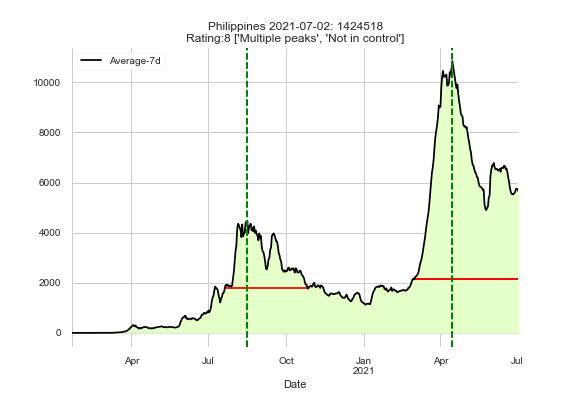 Philippines 2021-07-02: 1424518
Rating:8 ['Multiple peaks', 'Not in control']
Average-7d
10000
8000
6000
4000
2000
0
Apr
Jul
Oct
Jan
2021
Apr
Jul
Date